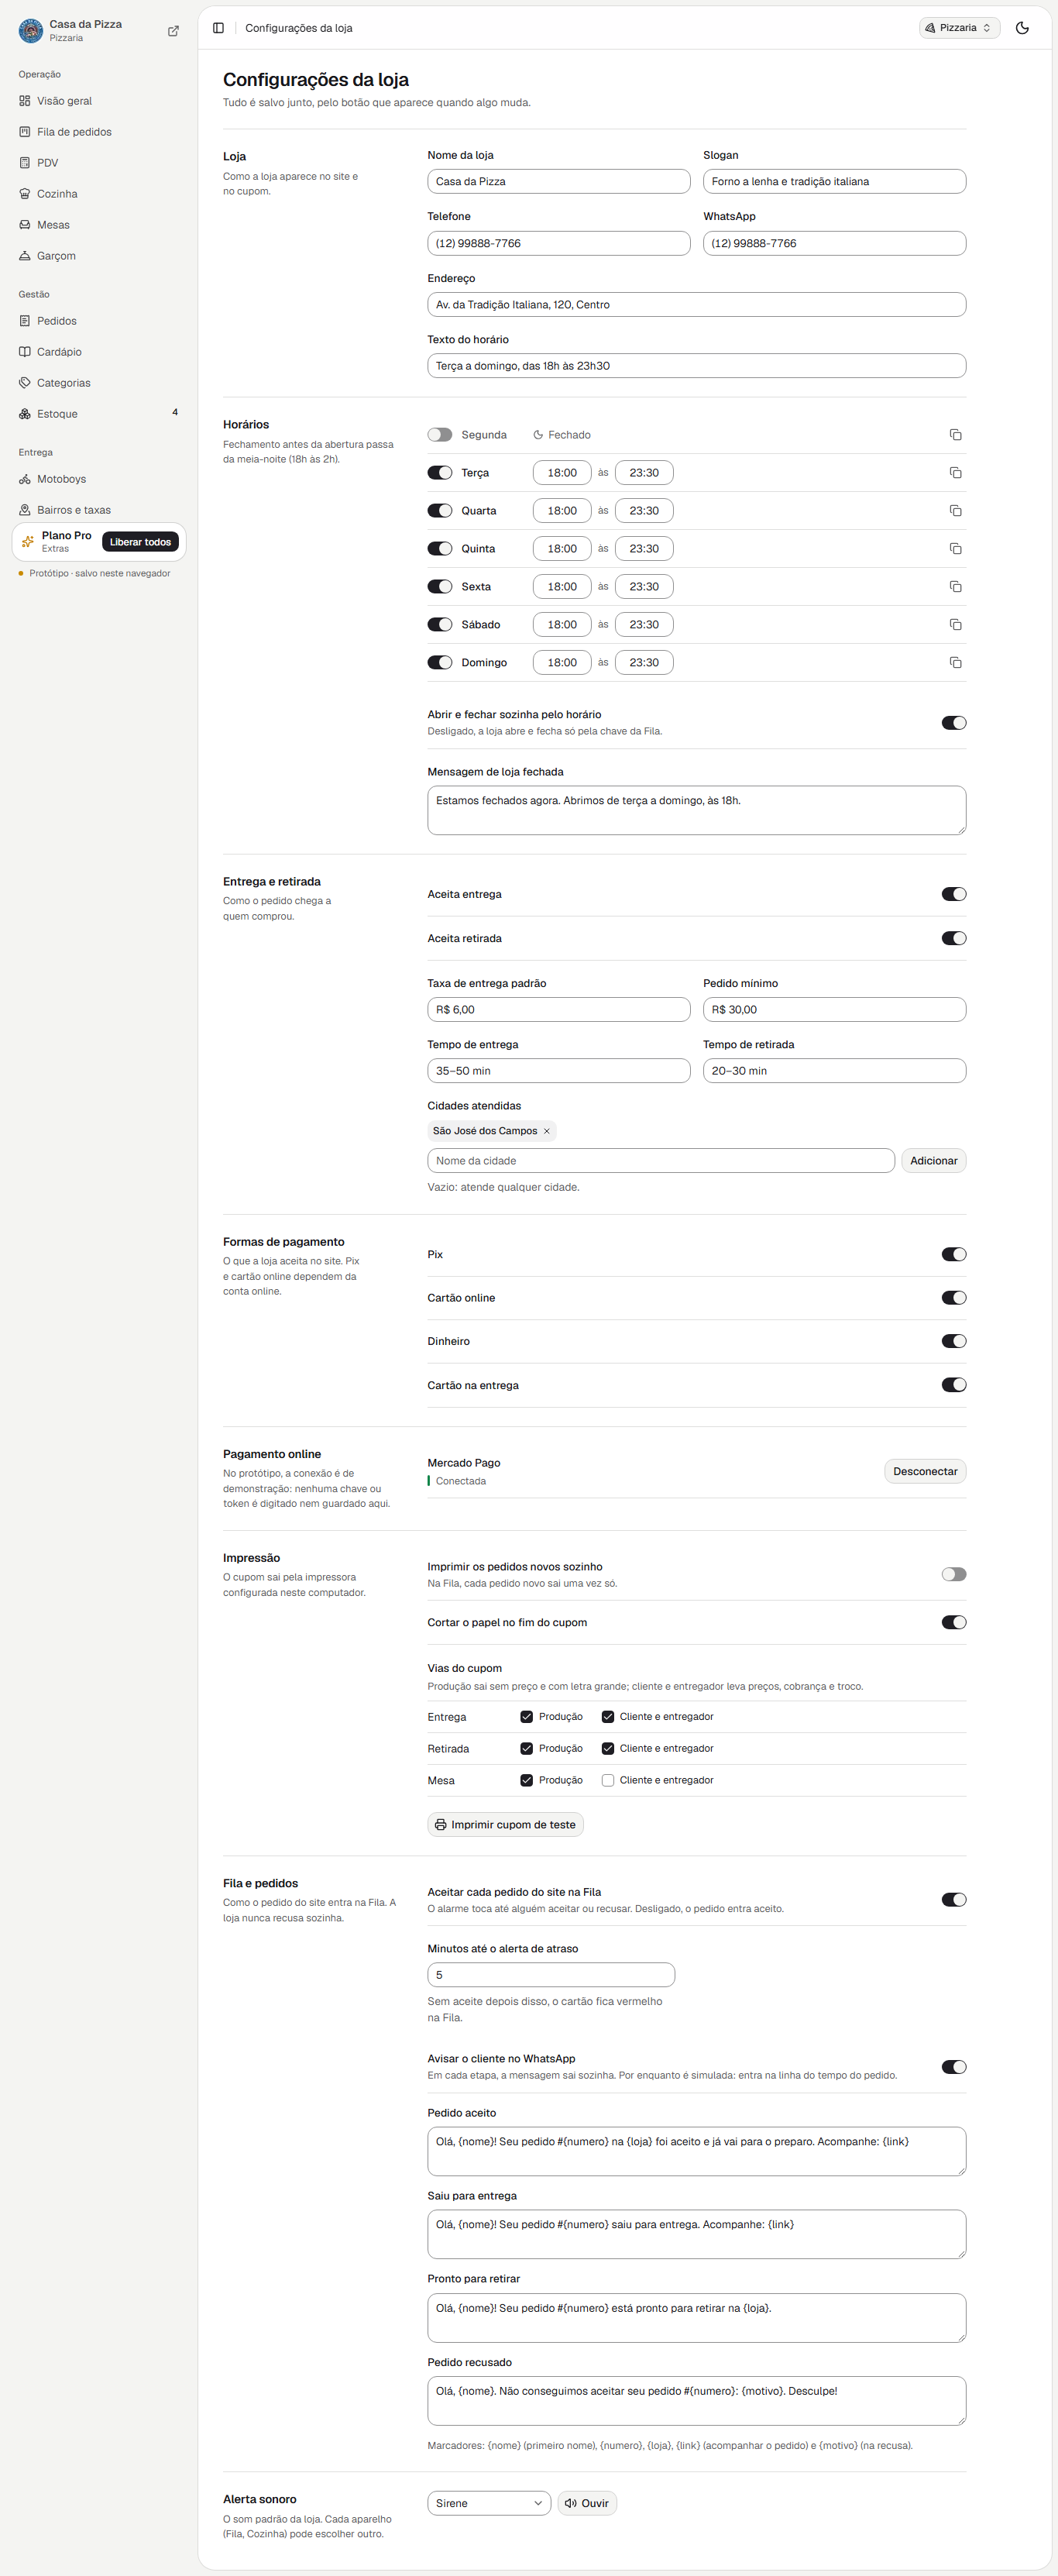 Casa da Pizza
Pizzaria
Operação
Visão geral
Fila de pedidos
PDV
Cozinha
Mesas
Garçom
Gestão
Pedidos
Cardápio
Categorias
Estoque
4
Entrega
Motoboys
Bairros e taxas
Plano Pro
Extras
Liberar todos
Protótipo · salvo neste navegador
Configurações da loja
Pizzaria
Configurações da loja
Tudo é salvo junto, pelo botão que aparece quando algo muda.
Loja
Como a loja aparece no site e
no cupom.
Nome da loja
Slogan
Casa da Pizza
Forno a lenha e tradição italiana
Telefone
WhatsApp
(12) 99888-7766
(12) 99888-7766
Endereço
Av. da Tradição Italiana, 120, Centro
Texto do horário
Terça a domingo, das 18h às 23h30
Horários
Fechamento antes da abertura passa
da meia-noite (18h às 2h).
Segunda
Fechado
Terça
18:00 às 23:30
Quarta
18:00 às 23:30
Quinta
18:00 às 23:30
Sexta
18:00 às 23:30
Sábado
18:00 às 23:30
Domingo
18:00 às 23:30
Abrir e fechar sozinha pelo horário
Desligado, a loja abre e fecha só pela chave da Fila.
Mensagem de loja fechada
Estamos fechados agora. Abrimos de terça a domingo, às 18h.
Entrega e retirada
Como o pedido chega a
quem comprou.
Aceita entrega
Aceita retirada
Taxa de entrega padrão
Pedido mínimo
R$ 6,00
R$ 30,00
Tempo de entrega
Tempo de retirada
35–50 min
20–30 min
Cidades atendidas
São José dos Campos
Nome da cidade
Adicionar
Vazio: atende qualquer cidade.
Formas de pagamento
O que a loja aceita no site. Pix
e cartão online dependem da
conta online.
Pix
Cartão online
Dinheiro
Cartão na entrega
Pagamento online
No protótipo, a conexão é de
demonstração: nenhuma chave ou
token é digitado nem guardado aqui.
Mercado Pago
Conectada
Desconectar
Impressão
O cupom sai pela impressora
configurada neste computador.
Imprimir os pedidos novos sozinho
Na Fila, cada pedido novo sai uma vez só.
Cortar o papel no fim do cupom
Vias do cupom
Produção sai sem preço e com letra grande; cliente e entregador leva preços, cobrança e troco.
Entrega
Produção
Cliente e entregador
Retirada
Produção
Cliente e entregador
Mesa
Produção
Cliente e entregador
Imprimir cupom de teste
Fila e pedidos
Como o pedido do site entra na Fila. A
loja nunca recusa sozinha.
Aceitar cada pedido do site na Fila
O alarme toca até alguém aceitar ou recusar. Desligado, o pedido entra aceito.
Minutos até o alerta de atraso
5
Sem aceite depois disso, o cartão fica vermelho
na Fila.
Avisar o cliente no WhatsApp
Em cada etapa, a mensagem sai sozinha. Por enquanto é simulada: entra na linha do tempo do pedido.
Pedido aceito
Olá, {nome}! Seu pedido #{numero} na {loja} foi aceito e já vai para o preparo. Acompanhe: {link}
Saiu para entrega
Olá, {nome}! Seu pedido #{numero} saiu para entrega. Acompanhe: {link}
Pronto para retirar
Olá, {nome}! Seu pedido #{numero} está pronto para retirar na {loja}.
Pedido recusado
Olá, {nome}. Não conseguimos aceitar seu pedido #{numero}: {motivo}. Desculpe!
Marcadores: {nome} (primeiro nome), {numero}, {loja}, {link} (acompanhar o pedido) e {motivo} (na recusa).
Alerta sonoro
O som padrão da loja. Cada aparelho
(Fila, Cozinha) pode escolher outro.
Sirene
Ouvir